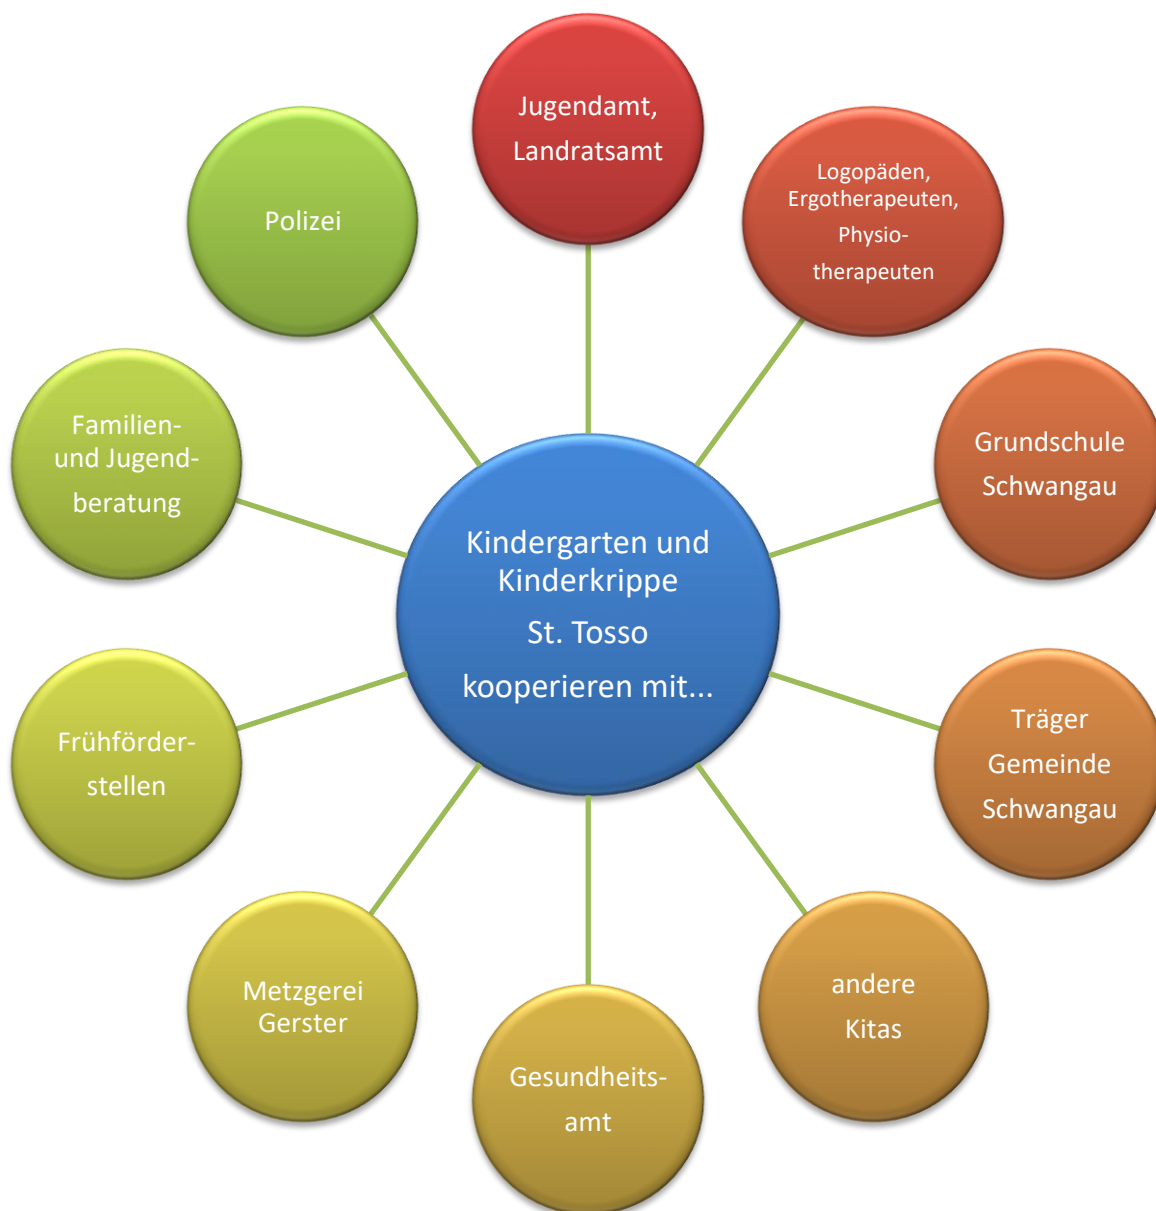 Jugendamt,
Landratsamt
Logopäden,
Ergotherapeuten,
Physio-
therapeuten
Grundschule
Schwangau
Träger
Gemeinde
Schwangau
andere
Kitas
Gesundheits-
amt
Metzgerei
Gerster
Frühförder-
stellen
Familien-
und Jugend-
beratung
Polizei
Kindergarten und
Kinderkrippe
St. Tosso
kooperieren mit...